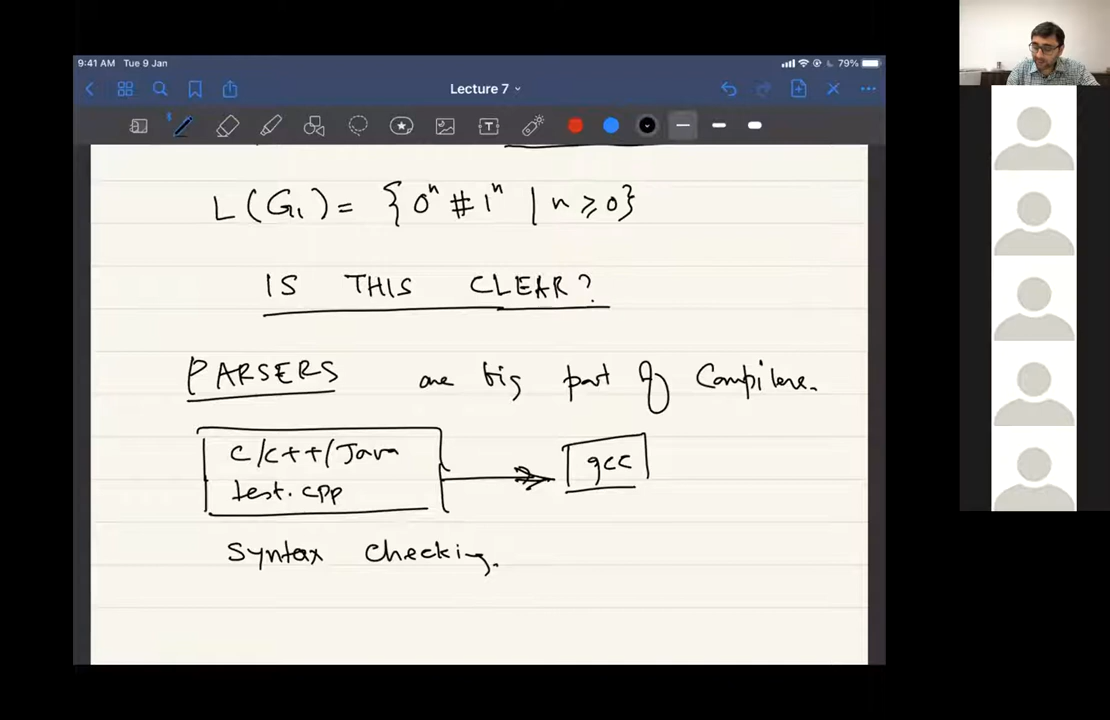 9:41 AM Tue 9 Jan
79%
Lecture 7
L(G₁) = {0ⁿ#1ⁿ | n ≥ 0}
IS THIS CLEAR?
PARSERS are big part of Compilers.
C/C++/Java
test.cpp
gcc
Syntax checking.